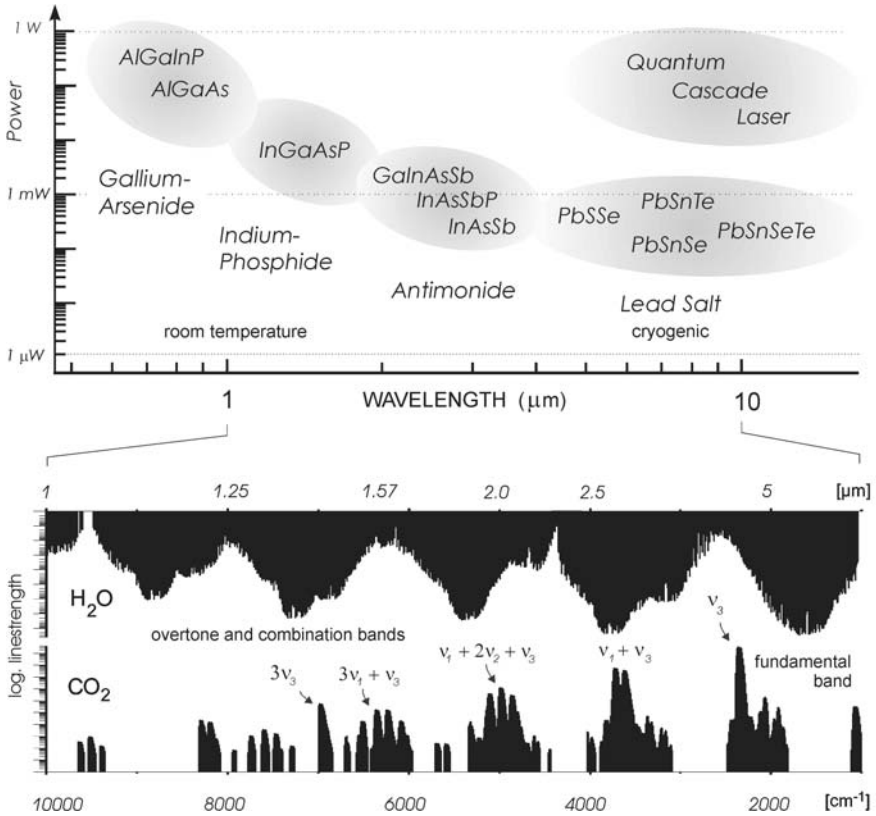 1 W
AlGaInP
AlGaAs
Quantum
Cascade
Laser
Power
InGaAsP
GaInAsSb
InAsSbP
InAsSb
1 mW
Gallium-
Arsenide
PbSSe
PbSnTe
PbSnSe
PbSnSeTe
Indium-
Phosphide
Antimonide
Lead Salt
room temperature
cryogenic
1 μW
1
WAVELENGTH (μm)
10
1 1.25 1.57 2.0 2.5 5 [μm]
log. linestrength
H₂O
overtone and combination bands
ν₃
CO₂
3ν₃
3ν₁ + ν₃
ν₁ + 2ν₂ + ν₃
ν₁ + ν₃
fundamental
band
10000 8000 6000 4000 2000 [cm⁻¹]